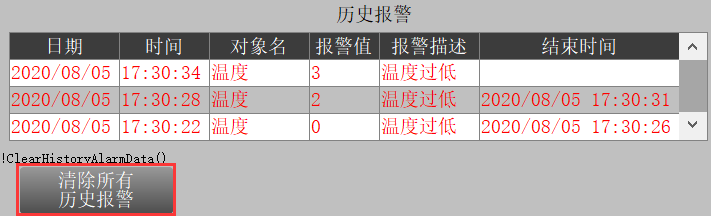 历史报警
日期 时间 对象名 报警值 报警描述 结束时间
2020/08/05 17:30:34 温度 3 温度过低
2020/08/05 17:30:28 温度 2 温度过低 2020/08/05 17:30:31
2020/08/05 17:30:22 温度 0 温度过低 2020/08/05 17:30:26
!ClearHistoryAlarmData()
清除所有
历史报警